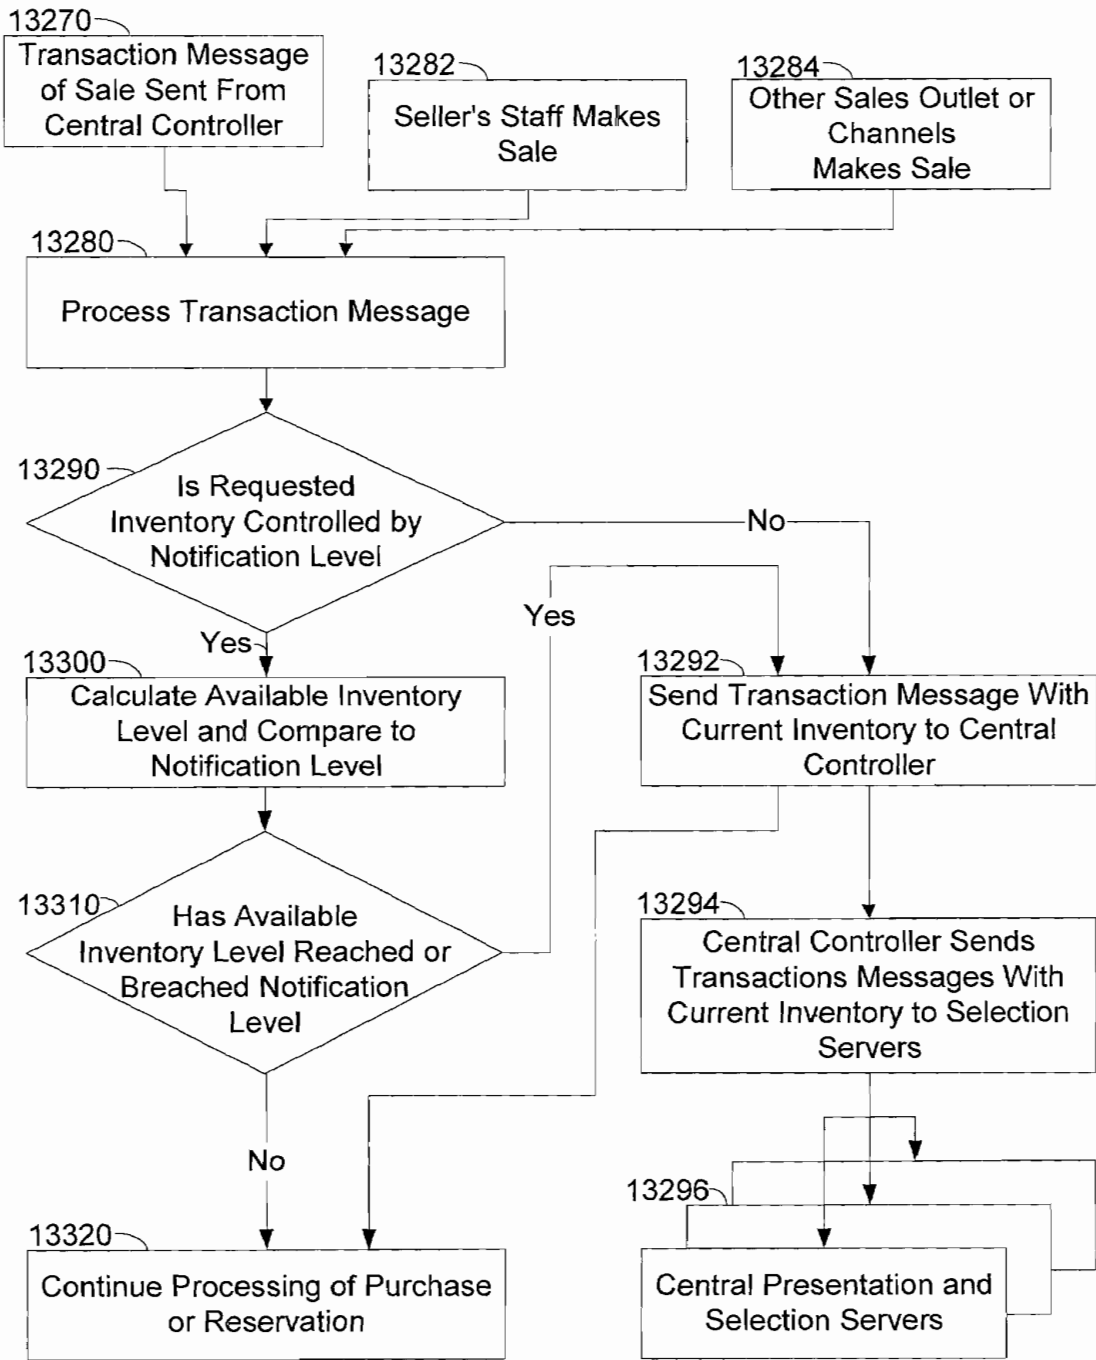 13270
Transaction Message
of Sale Sent From
Central Controller
13282
Seller's Staff Makes
Sale
13284
Other Sales Outlet or
Channels
Makes Sale
13280
Process Transaction Message
13290
Is Requested
Inventory Controlled by
Notification Level
No
Yes
Yes
13300
Calculate Available Inventory
Level and Compare to
Notification Level
13292
Send Transaction Message With
Current Inventory to Central
Controller
13310
Has Available
Inventory Level Reached or
Breached Notification
Level
13294
Central Controller Sends
Transactions Messages With
Current Inventory to Selection
Servers
No
13296
13320
Continue Processing of Purchase
or Reservation
Central Presentation and
Selection Servers